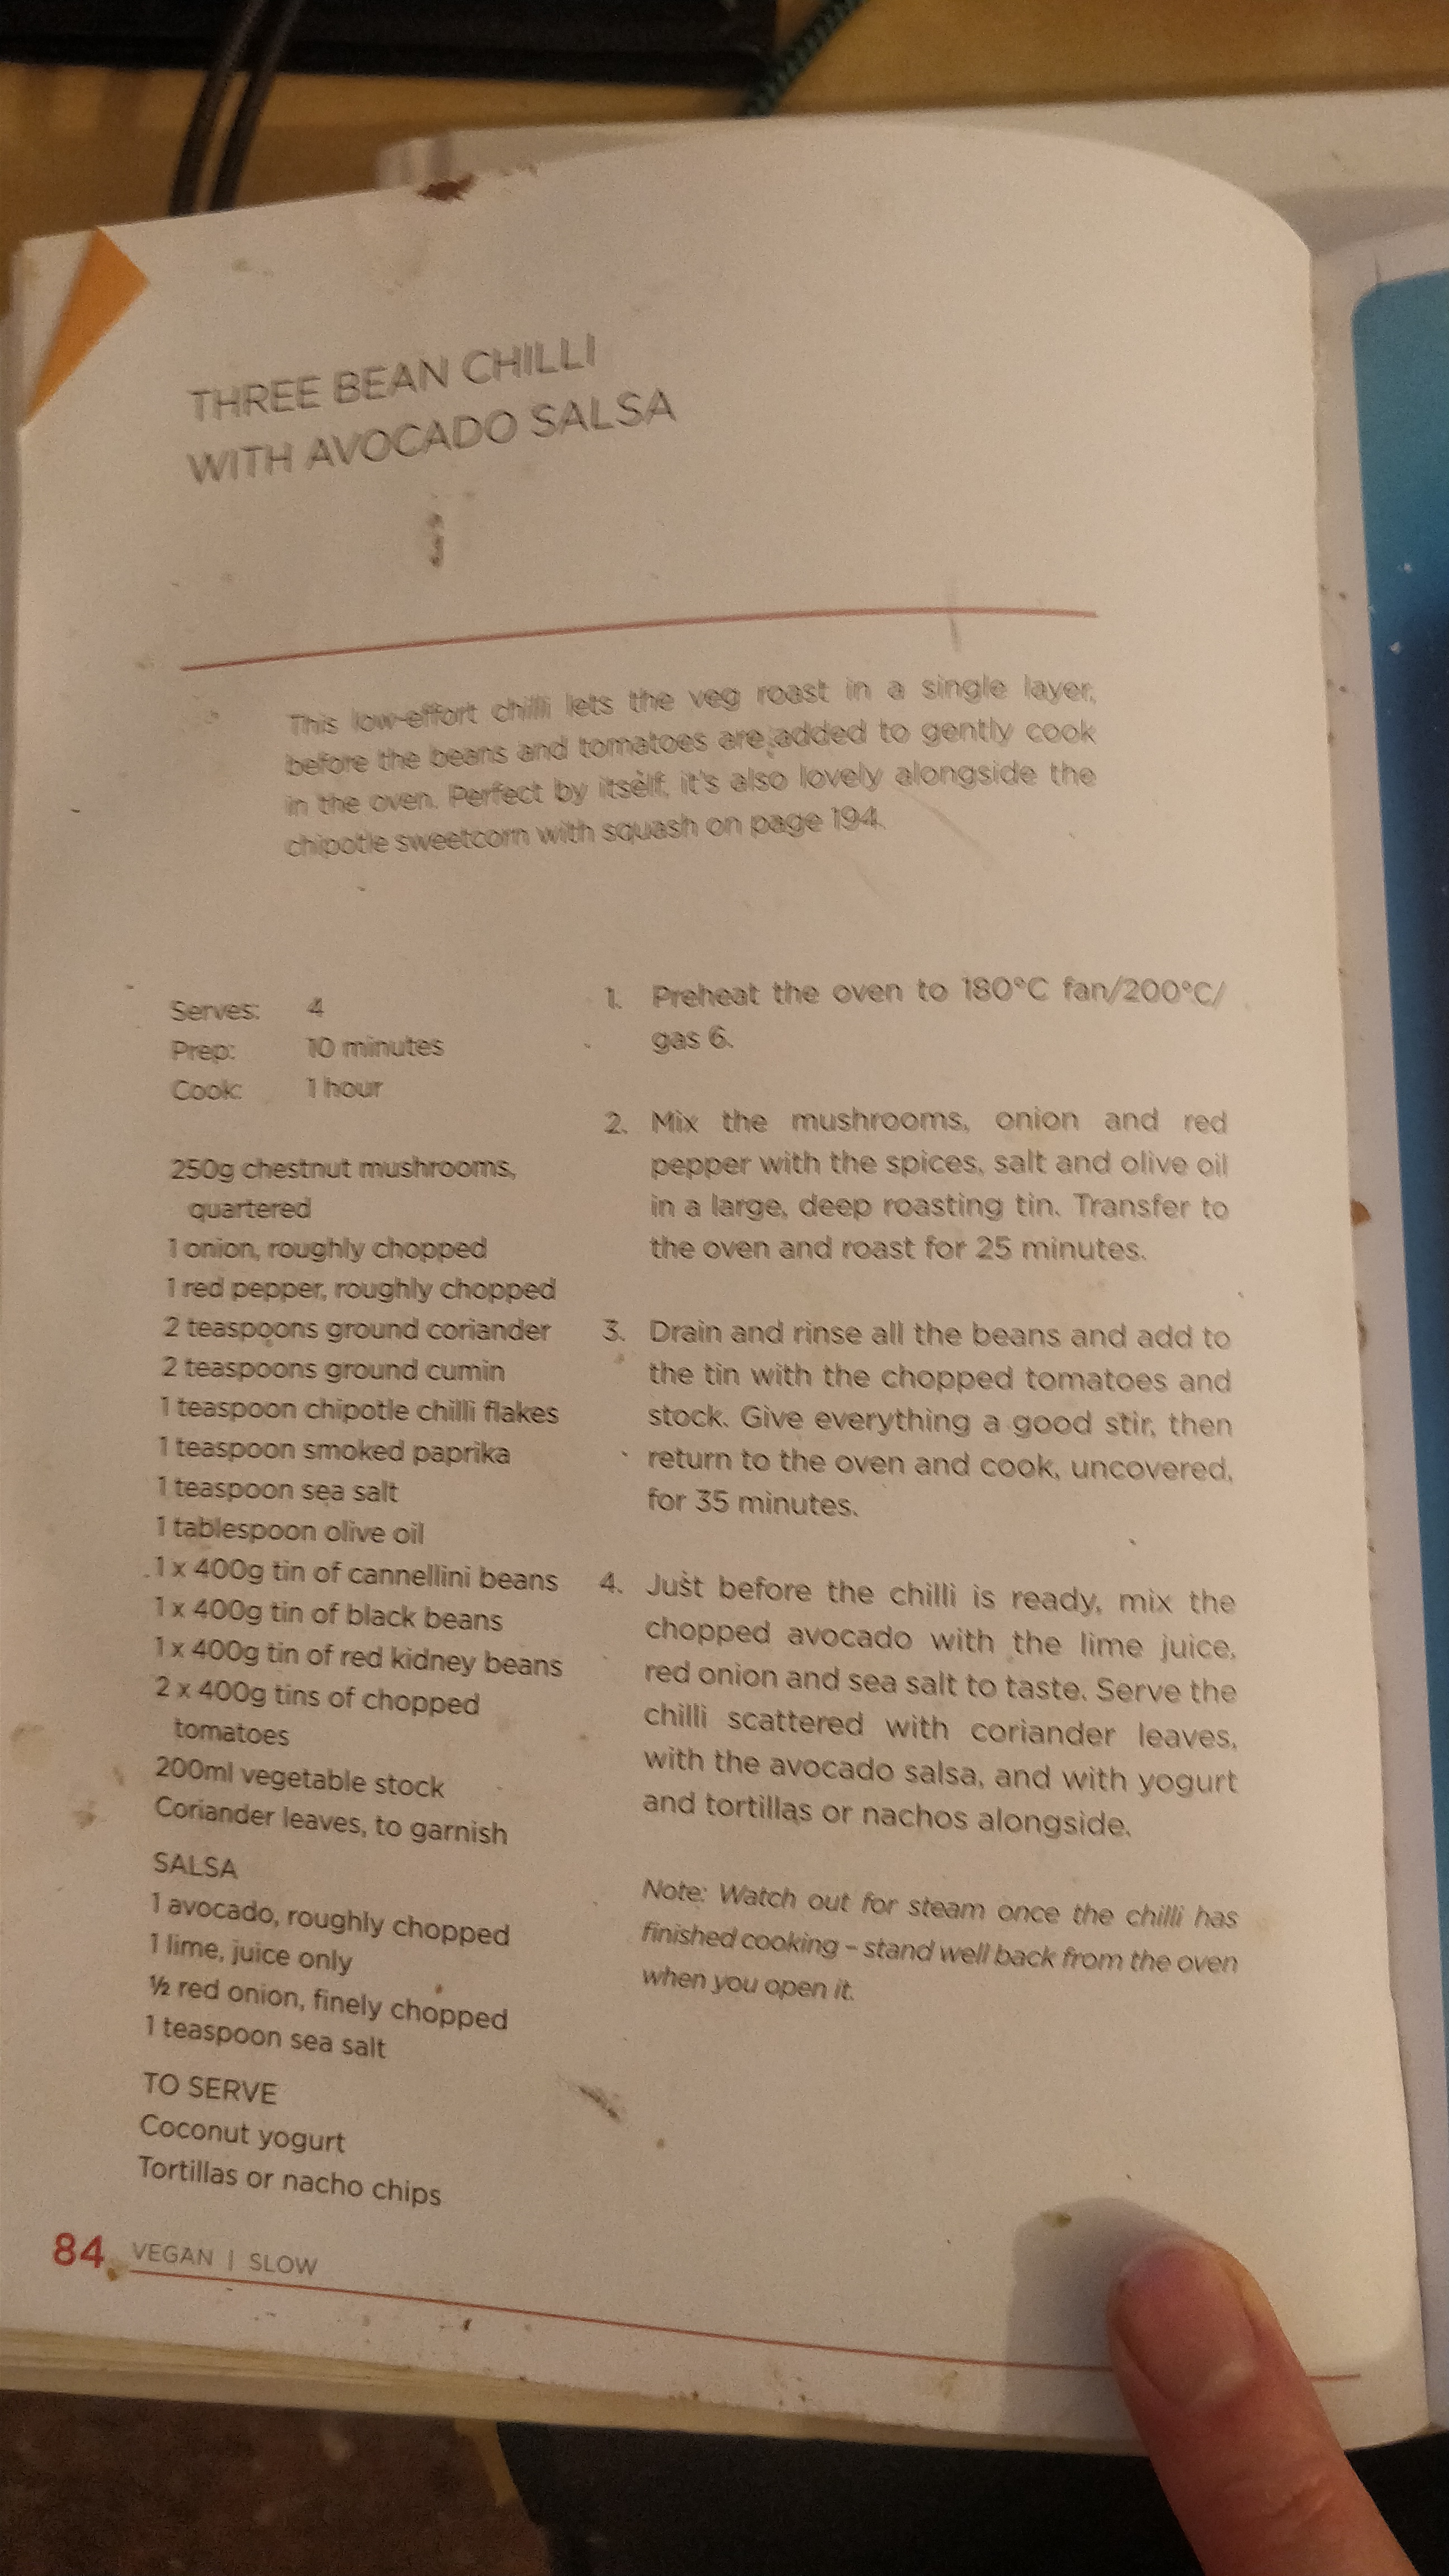 THREE BEAN CHILLI
WITH AVOCADO SALSA
This low-effort chilli lets the veg roast in a single layer,
before the beans and tomatoes are added to gently cook
in the oven. Perfect by itself, it's also lovely alongside the
chipotle sweetcorn with squash on page 194.
Serves: 4
Prep: 10 minutes
Cook: 1 hour
250g chestnut mushrooms,
quartered
1 onion, roughly chopped
1 red pepper, roughly chopped
2 teaspoons ground coriander
2 teaspoons ground cumin
1 teaspoon chipotle chilli flakes
1 teaspoon smoked paprika
1 teaspoon sea salt
1 tablespoon olive oil
1 x 400g tin of cannellini beans
1 x 400g tin of black beans
1 x 400g tin of red kidney beans
2 x 400g tins of chopped
tomatoes
200ml vegetable stock
Coriander leaves, to garnish
SALSA
1 avocado, roughly chopped
1 lime, juice only
½ red onion, finely chopped
1 teaspoon sea salt
TO SERVE
Coconut yogurt
Tortillas or nacho chips
1. Preheat the oven to 180°C fan/200°C/
gas 6.
2. Mix the mushrooms, onion and red
pepper with the spices, salt and olive oil
in a large, deep roasting tin. Transfer to
the oven and roast for 25 minutes.
3. Drain and rinse all the beans and add to
the tin with the chopped tomatoes and
stock. Give everything a good stir, then
return to the oven and cook, uncovered,
for 35 minutes.
4. Just before the chilli is ready, mix the
chopped avocado with the lime juice,
red onion and sea salt to taste. Serve the
chilli scattered with coriander leaves,
with the avocado salsa, and with yogurt
and tortillas or nachos alongside.
Note: Watch out for steam once the chilli has
finished cooking – stand well back from the oven
when you open it.
84 VEGAN | SLOW